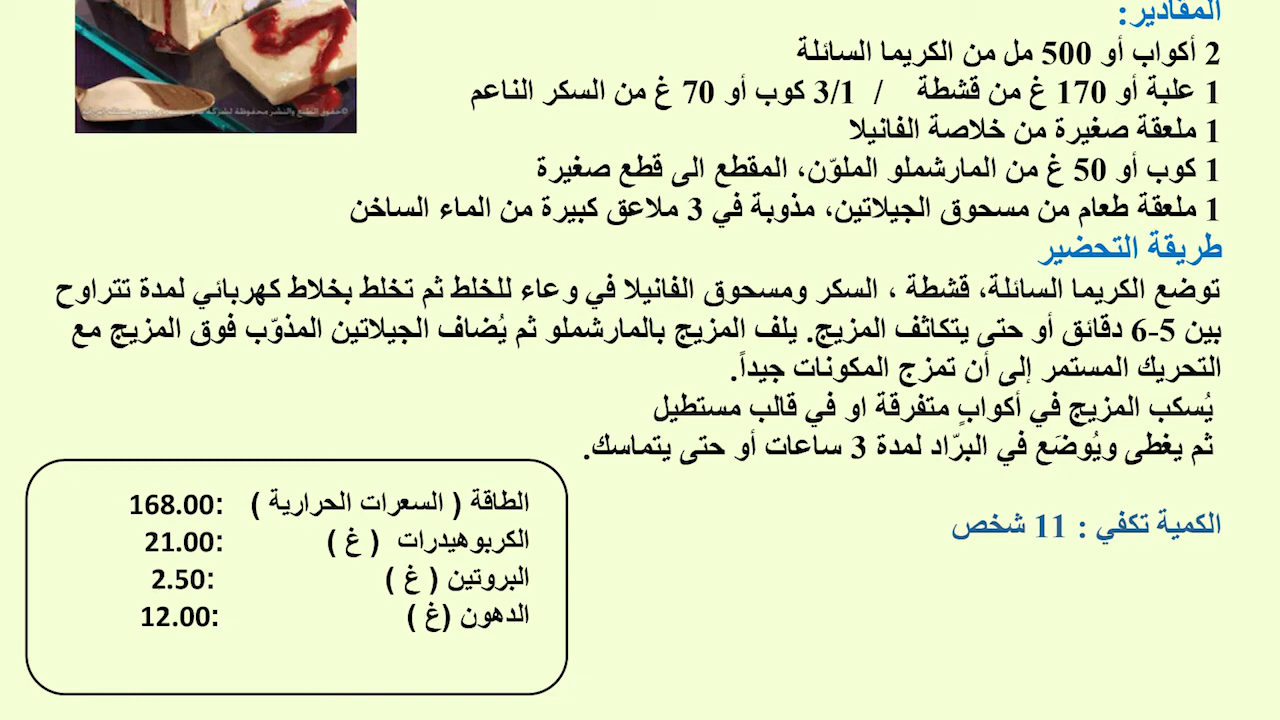 المقادير:
2 أكواب أو 500 مل من الكريما السائلة
1 علبة أو 170 غ من قشطة / 3/1 كوب أو 70 غ من السكر الناعم
1 ملعقة صغيرة من خلاصة الفانيلا
1 كوب أو 50 غ من المارشملو الملوّن، المقطع الى قطع صغيرة
1 ملعقة طعام من مسحوق الجيلاتين، مذوبة في 3 ملاعق كبيرة من الماء الساخن
طريقة التحضير
توضع الكريما السائلة، قشطة ، السكر ومسحوق الفانيلا في وعاء للخلط ثم تخلط بخلاط كهربائي لمدة تتراوح
بين 5-6 دقائق أو حتى يتكاثف المزيج. يلف المزيج بالمارشملو ثم يُضاف الجيلاتين المذوّب فوق المزيج مع
التحريك المستمر إلى أن تمزج المكونات جيداً.
يُسكب المزيج في أكوابٍ متفرقة او في قالب مستطيل
ثم يغطى ويُوضَع في البرّاد لمدة 3 ساعات أو حتى يتماسك.
الكمية تكفي : 11 شخص
الطاقة ( السعرات الحرارية ) :168.00
الكربوهيدرات ( غ ) :21.00
البروتين ( غ ) :2.50
الدهون (غ ) :12.00
©حقوق الطبع والنشر محفوظة لشركة